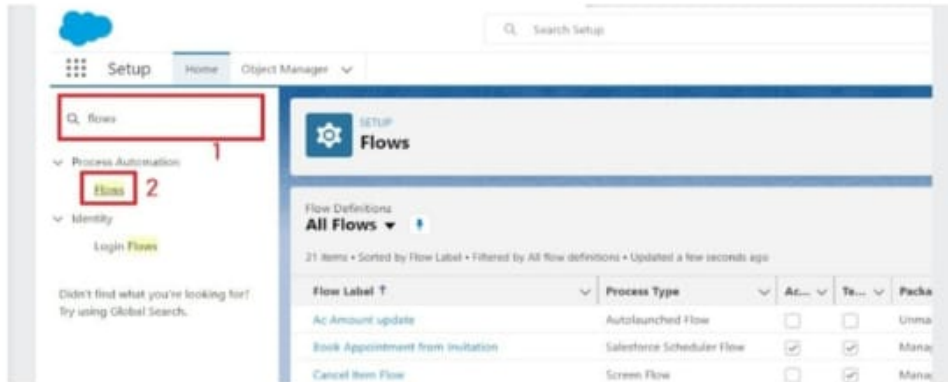 Search Setup
Setup Home Object Manager
flows
1
Process Automation
Flows 2
Identity
Login Flows
Didn't find what you're looking for?
Try using Global Search.
SETUP
Flows
Flow Definitions
All Flows
21 items • Sorted by Flow Label • Filtered by All flow definitions • Updated a few seconds ago
Flow Label ↑ Process Type Ac... Te... Packa
Ac Amount update Autolaunched Flow Unma
Book Appointment from Invitation Salesforce Scheduler Flow Mana
Cancel Item Flow Screen Flow Mana